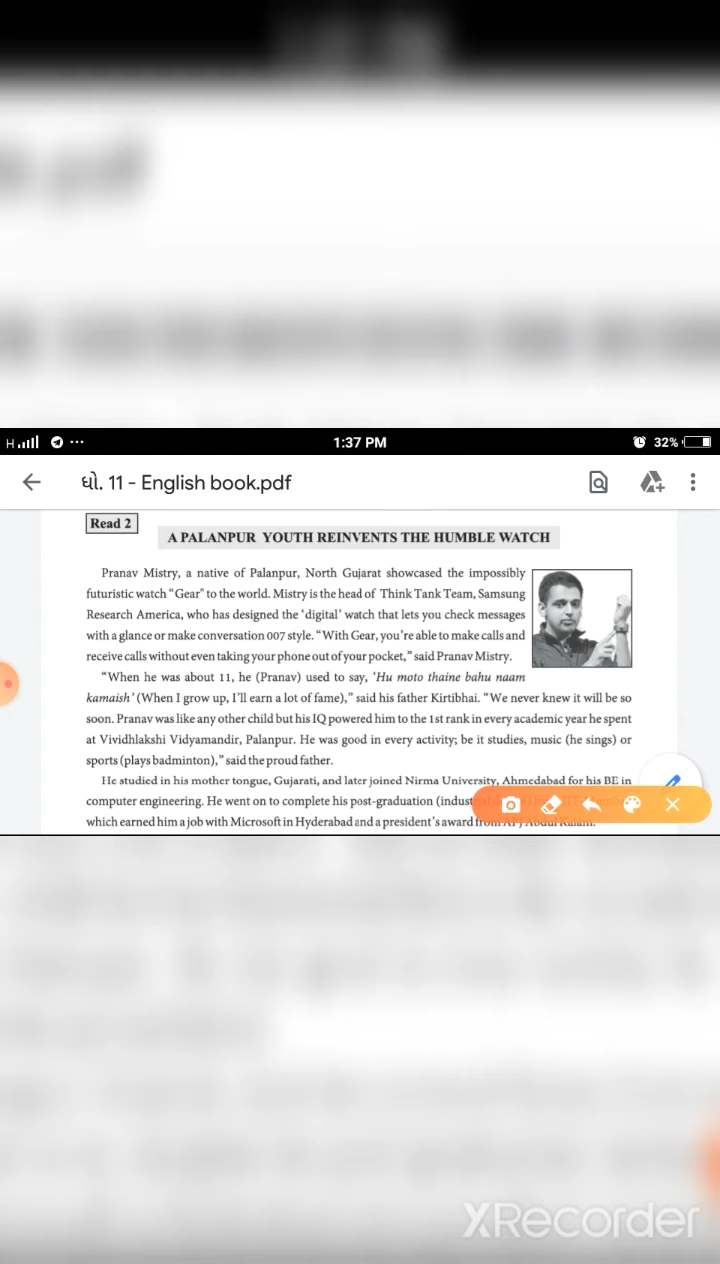 k.pdf
H
1:37 PM
32%
ધો. 11 - English book.pdf
Read 2
A PALANPUR YOUTH REINVENTS THE HUMBLE WATCH
Pranav Mistry, a native of Palanpur, North Gujarat showcased the impossibly
futuristic watch “Gear” to the world. Mistry is the head of Think Tank Team, Samsung
Research America, who has designed the ‘digital’ watch that lets you check messages
with a glance or make conversation 007 style. “With Gear, you're able to make calls and
receive calls without even taking your phone out of your pocket,” said Pranav Mistry.
“When he was about 11, he (Pranav) used to say, ‘Hu moto thaine bahu naam
kamaish’ (When I grow up, I'll earn a lot of fame),” said his father Kirtibhai. “We never knew it will be so
soon. Pranav was like any other child but his IQ powered him to the 1st rank in every academic year he spent
at Vividhlakshi Vidyamandir, Palanpur. He was good in every activity; be it studies, music (he sings) or
sports (plays badminton),” said the proud father.
He studied in his mother tongue, Gujarati, and later joined Nirma University, Ahmedabad for his BE in
computer engineering. He went on to complete his post-graduation
which earned him a job with Microsoft in Hyderabad and a president's award from APJ Abdul Kalam.
XRecorder